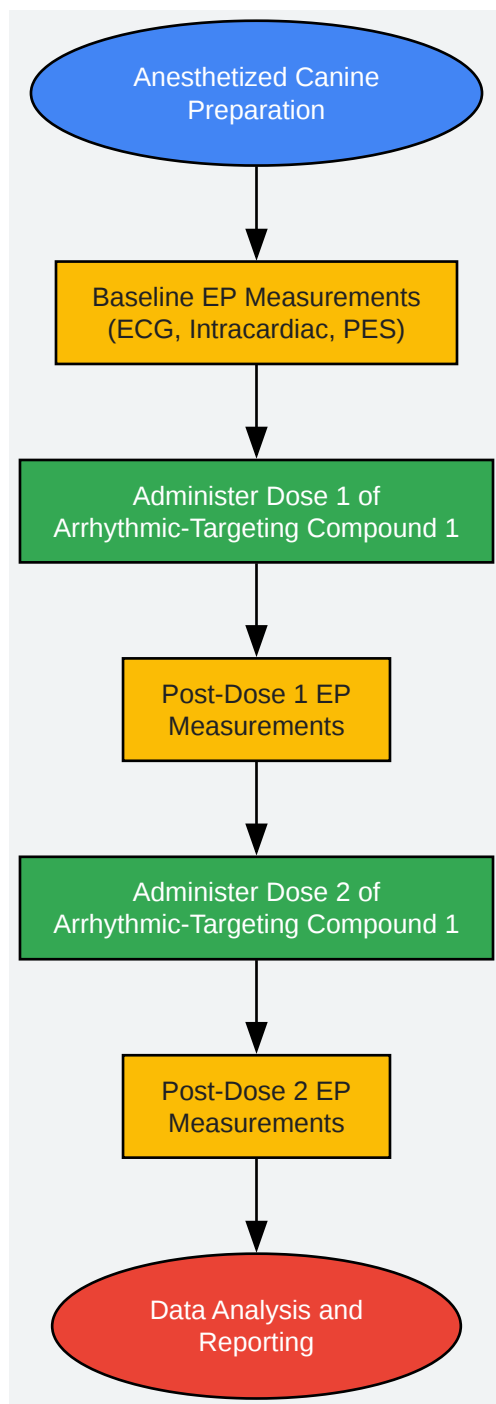 Anesthetized Canine
Preparation
Baseline EP Measurements
(ECG, Intracardiac, PES)
Administer Dose 1 of
Arrhythmic-Targeting Compound 1
Post-Dose 1 EP
Measurements
Administer Dose 2 of
Arrhythmic-Targeting Compound 1
Post-Dose 2 EP
Measurements
Data Analysis and
Reporting